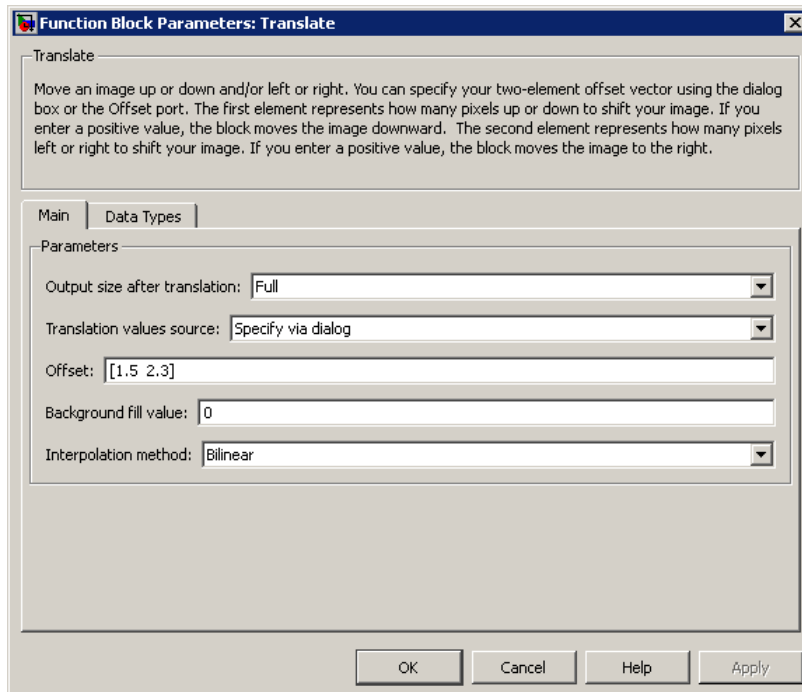 Function Block Parameters: Translate
Translate
Move an image up or down and/or left or right. You can specify your two-element offset vector using the dialog
box or the Offset port. The first element represents how many pixels up or down to shift your image. If you
enter a positive value, the block moves the image downward.  The second element represents how many pixels
left or right to shift your image. If you enter a positive value, the block moves the image to the right.
Main
Data Types
Parameters
Output size after translation: Full
Translation values source: Specify via dialog
Offset: [1.5 2.3]
Background fill value: 0
Interpolation method: Bilinear
OK
Cancel
Help
Apply